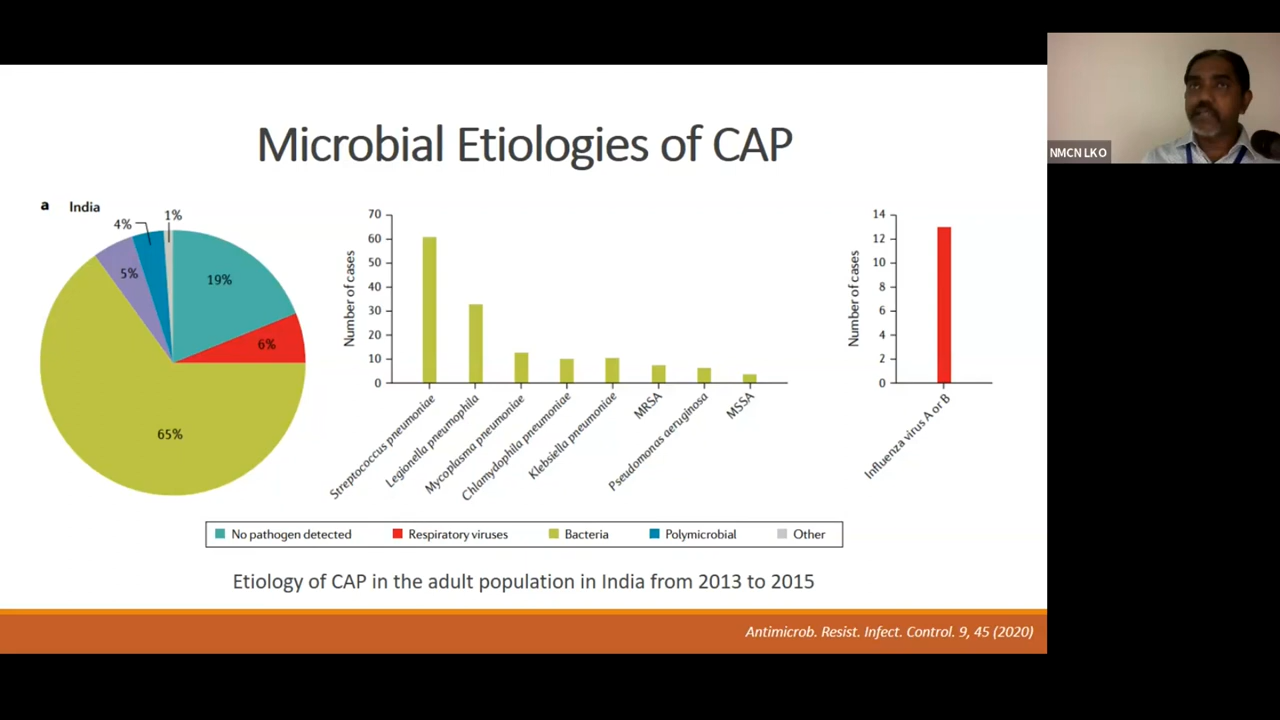 Microbial Etiologies of CAP
NMCN LKO
a India
4%
1%
5%
19%
6%
65%
Number of cases
70
60
50
40
30
20
10
0
Streptococcus pneumoniae
Legionella pneumophila
Mycoplasma pneumoniae
Chlamydophila pneumoniae
Klebsiella pneumoniae
MRSA
Pseudomonas aeruginosa
MSSA
Number of cases
14
12
10
8
6
4
2
0
Influenza virus A or B
No pathogen detected Respiratory viruses Bacteria Polymicrobial Other
Etiology of CAP in the adult population in India from 2013 to 2015
Antimicrob. Resist. Infect. Control. 9, 45 (2020)